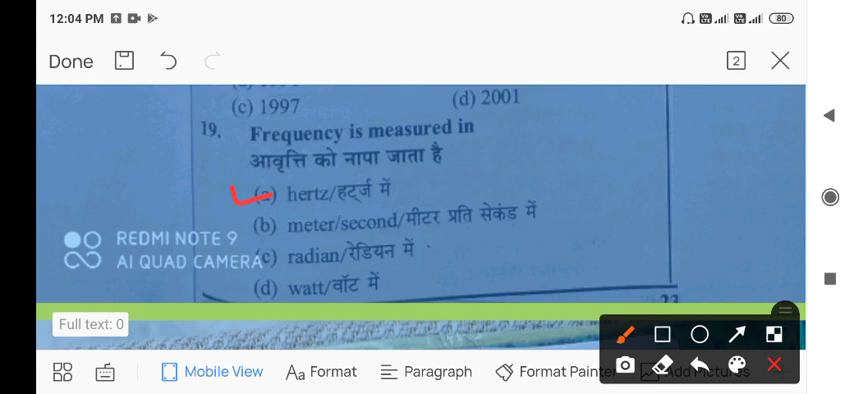 12:04 PM
80
Done
2
(c) 1997
(d) 2001
19. Frequency is measured in
आवृत्ति को नापा जाता है
(a) hertz/हर्ट्ज में
(b) meter/second/मीटर प्रति सेकंड में
(c) radian/रेडियन में
(d) watt/वॉट में
REDMI NOTE 9
AI QUAD CAMERA
Full text: 0
Mobile View
Format
Paragraph
Format Painter
Add Pictures